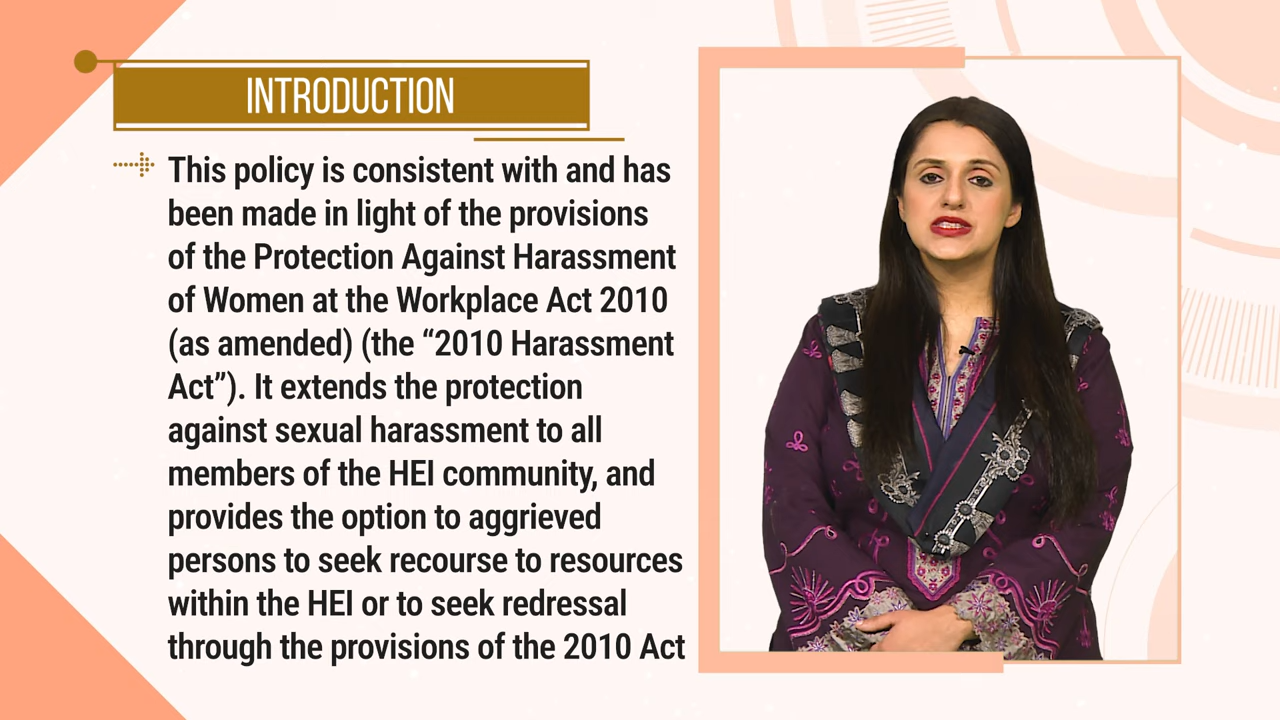 INTRODUCTION
This policy is consistent with and has
been made in light of the provisions
of the Protection Against Harassment
of Women at the Workplace Act 2010
(as amended) (the “2010 Harassment
Act”). It extends the protection
against sexual harassment to all
members of the HEI community, and
provides the option to aggrieved
persons to seek recourse to resources
within the HEI or to seek redressal
through the provisions of the 2010 Act